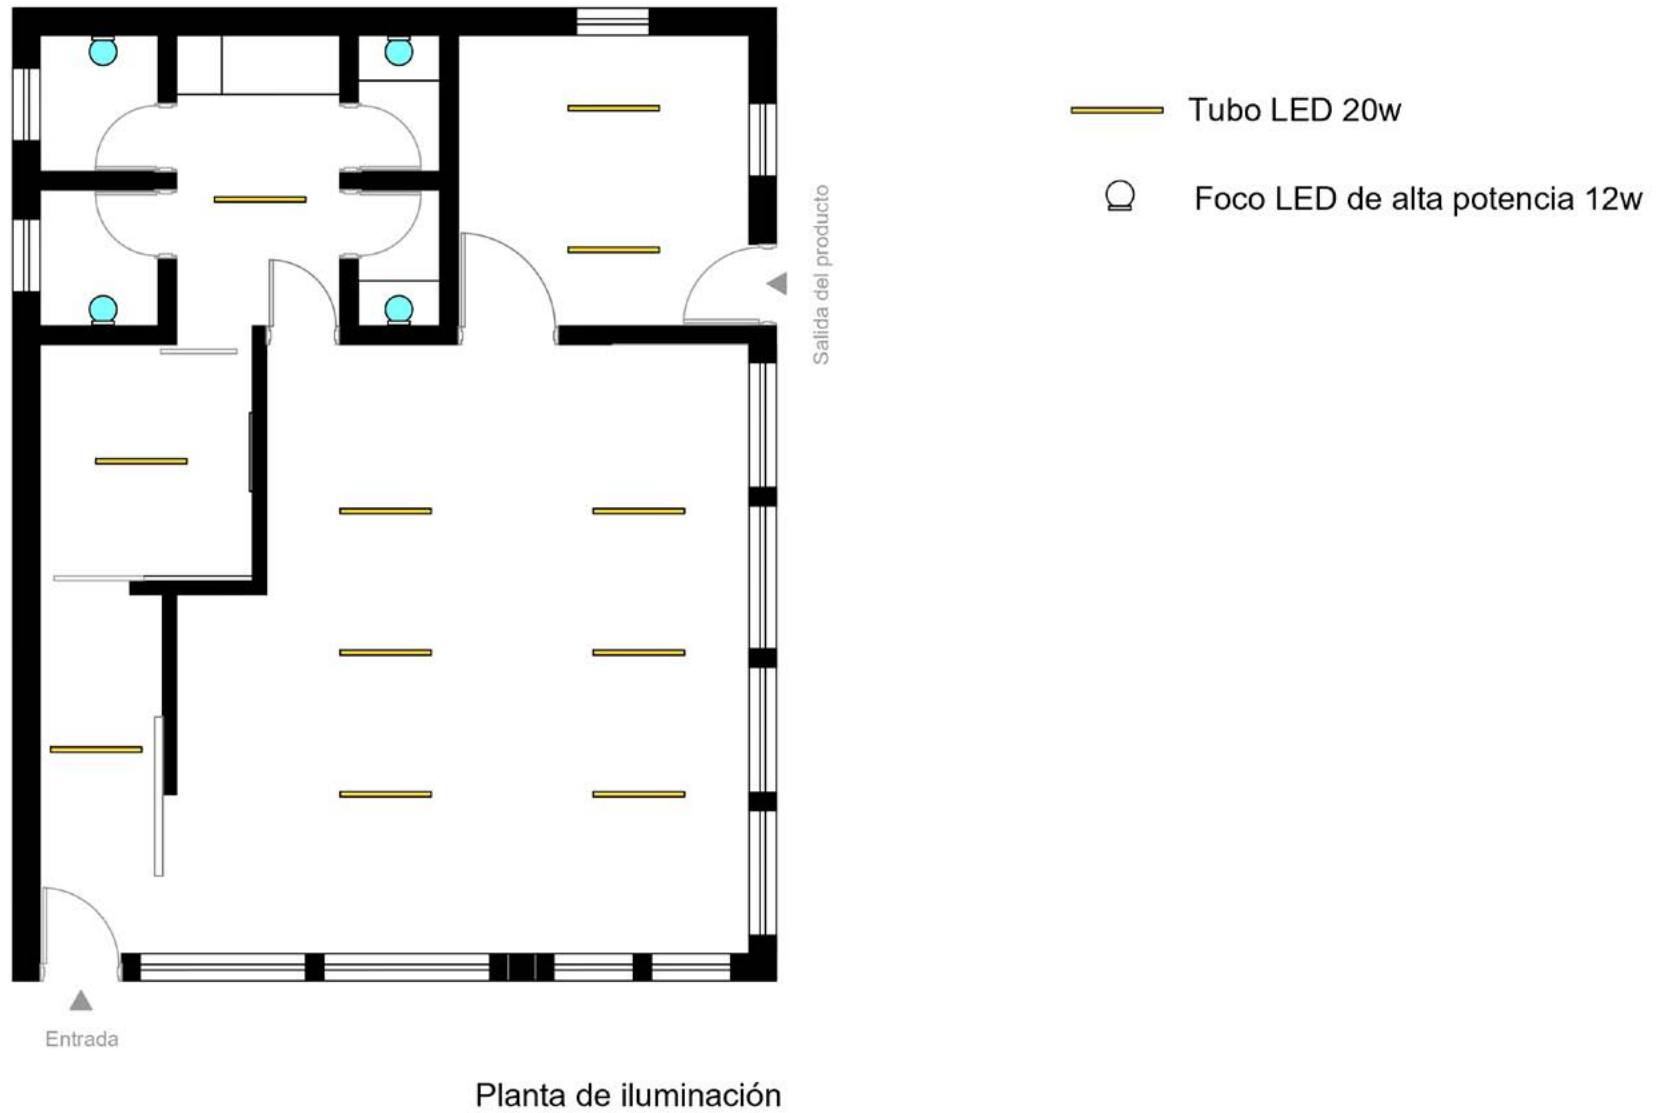 Tubo LED 20w
Foco LED de alta potencia 12w
Salida del producto
Entrada
Planta de iluminación